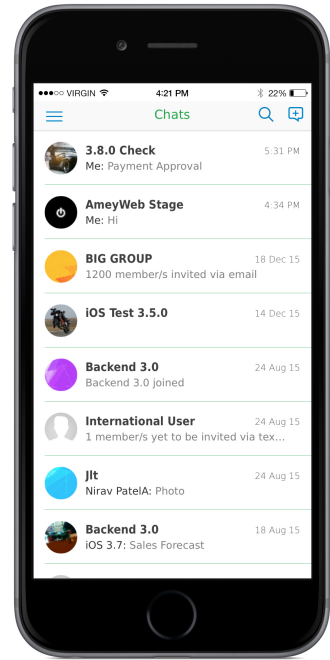 VIRGIN 4:21 PM 22%
Chats
3.8.0 Check 5:31 PM
Me: Payment Approval
AmeyWeb Stage 4:34 PM
Me: Hi
BIG GROUP 18 Dec 15
1200 member/s invited via email
iOS Test 3.5.0 14 Dec 15
Backend 3.0 24 Aug 15
Backend 3.0 joined
International User 24 Aug 15
1 member/s yet to be invited via tex...
Jlt 24 Aug 15
Nirav PatelA: Photo
Backend 3.0 18 Aug 15
iOS 3.7: Sales Forecast